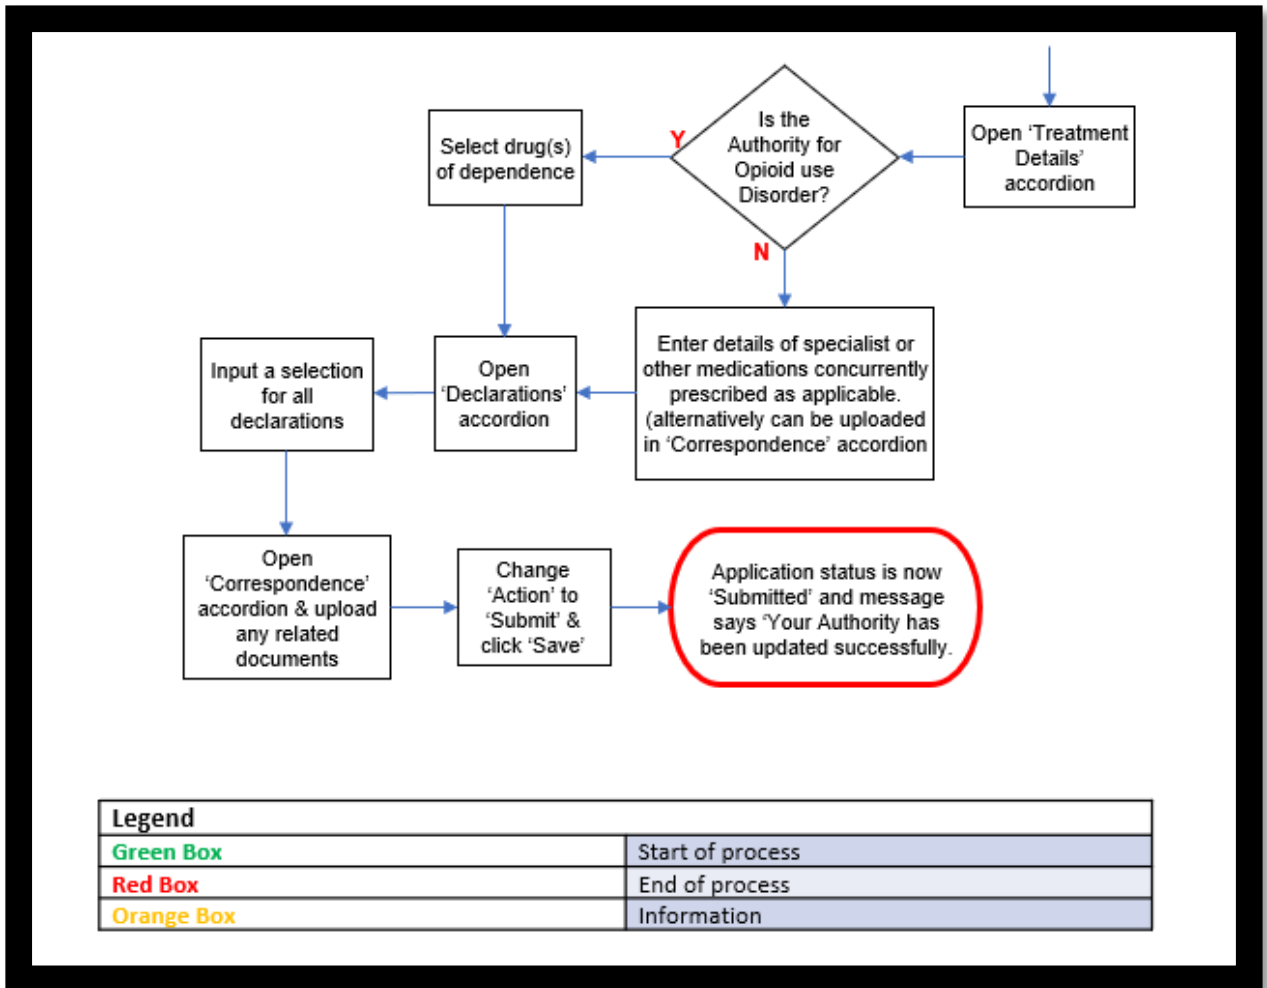 Open ‘Treatment
Details’
accordion
Is the
Authority for
Opioid use
Disorder?
Y
N
Select drug(s)
of dependence
Enter details of specialist or
other medications concurrently
prescribed as applicable.
(alternatively can be uploaded
in ‘Correspondence’ accordion
Open
‘Declarations’
accordion
Input a selection
for all
declarations
Open
‘Correspondence’
accordion & upload
any related
documents
Change
‘Action’ to
‘Submit’ &
click ‘Save’
Application status is now
‘Submitted’ and message
says ‘Your Authority has
been updated successfully.
Legend
Green Box Start of process
Red Box End of process
Orange Box Information